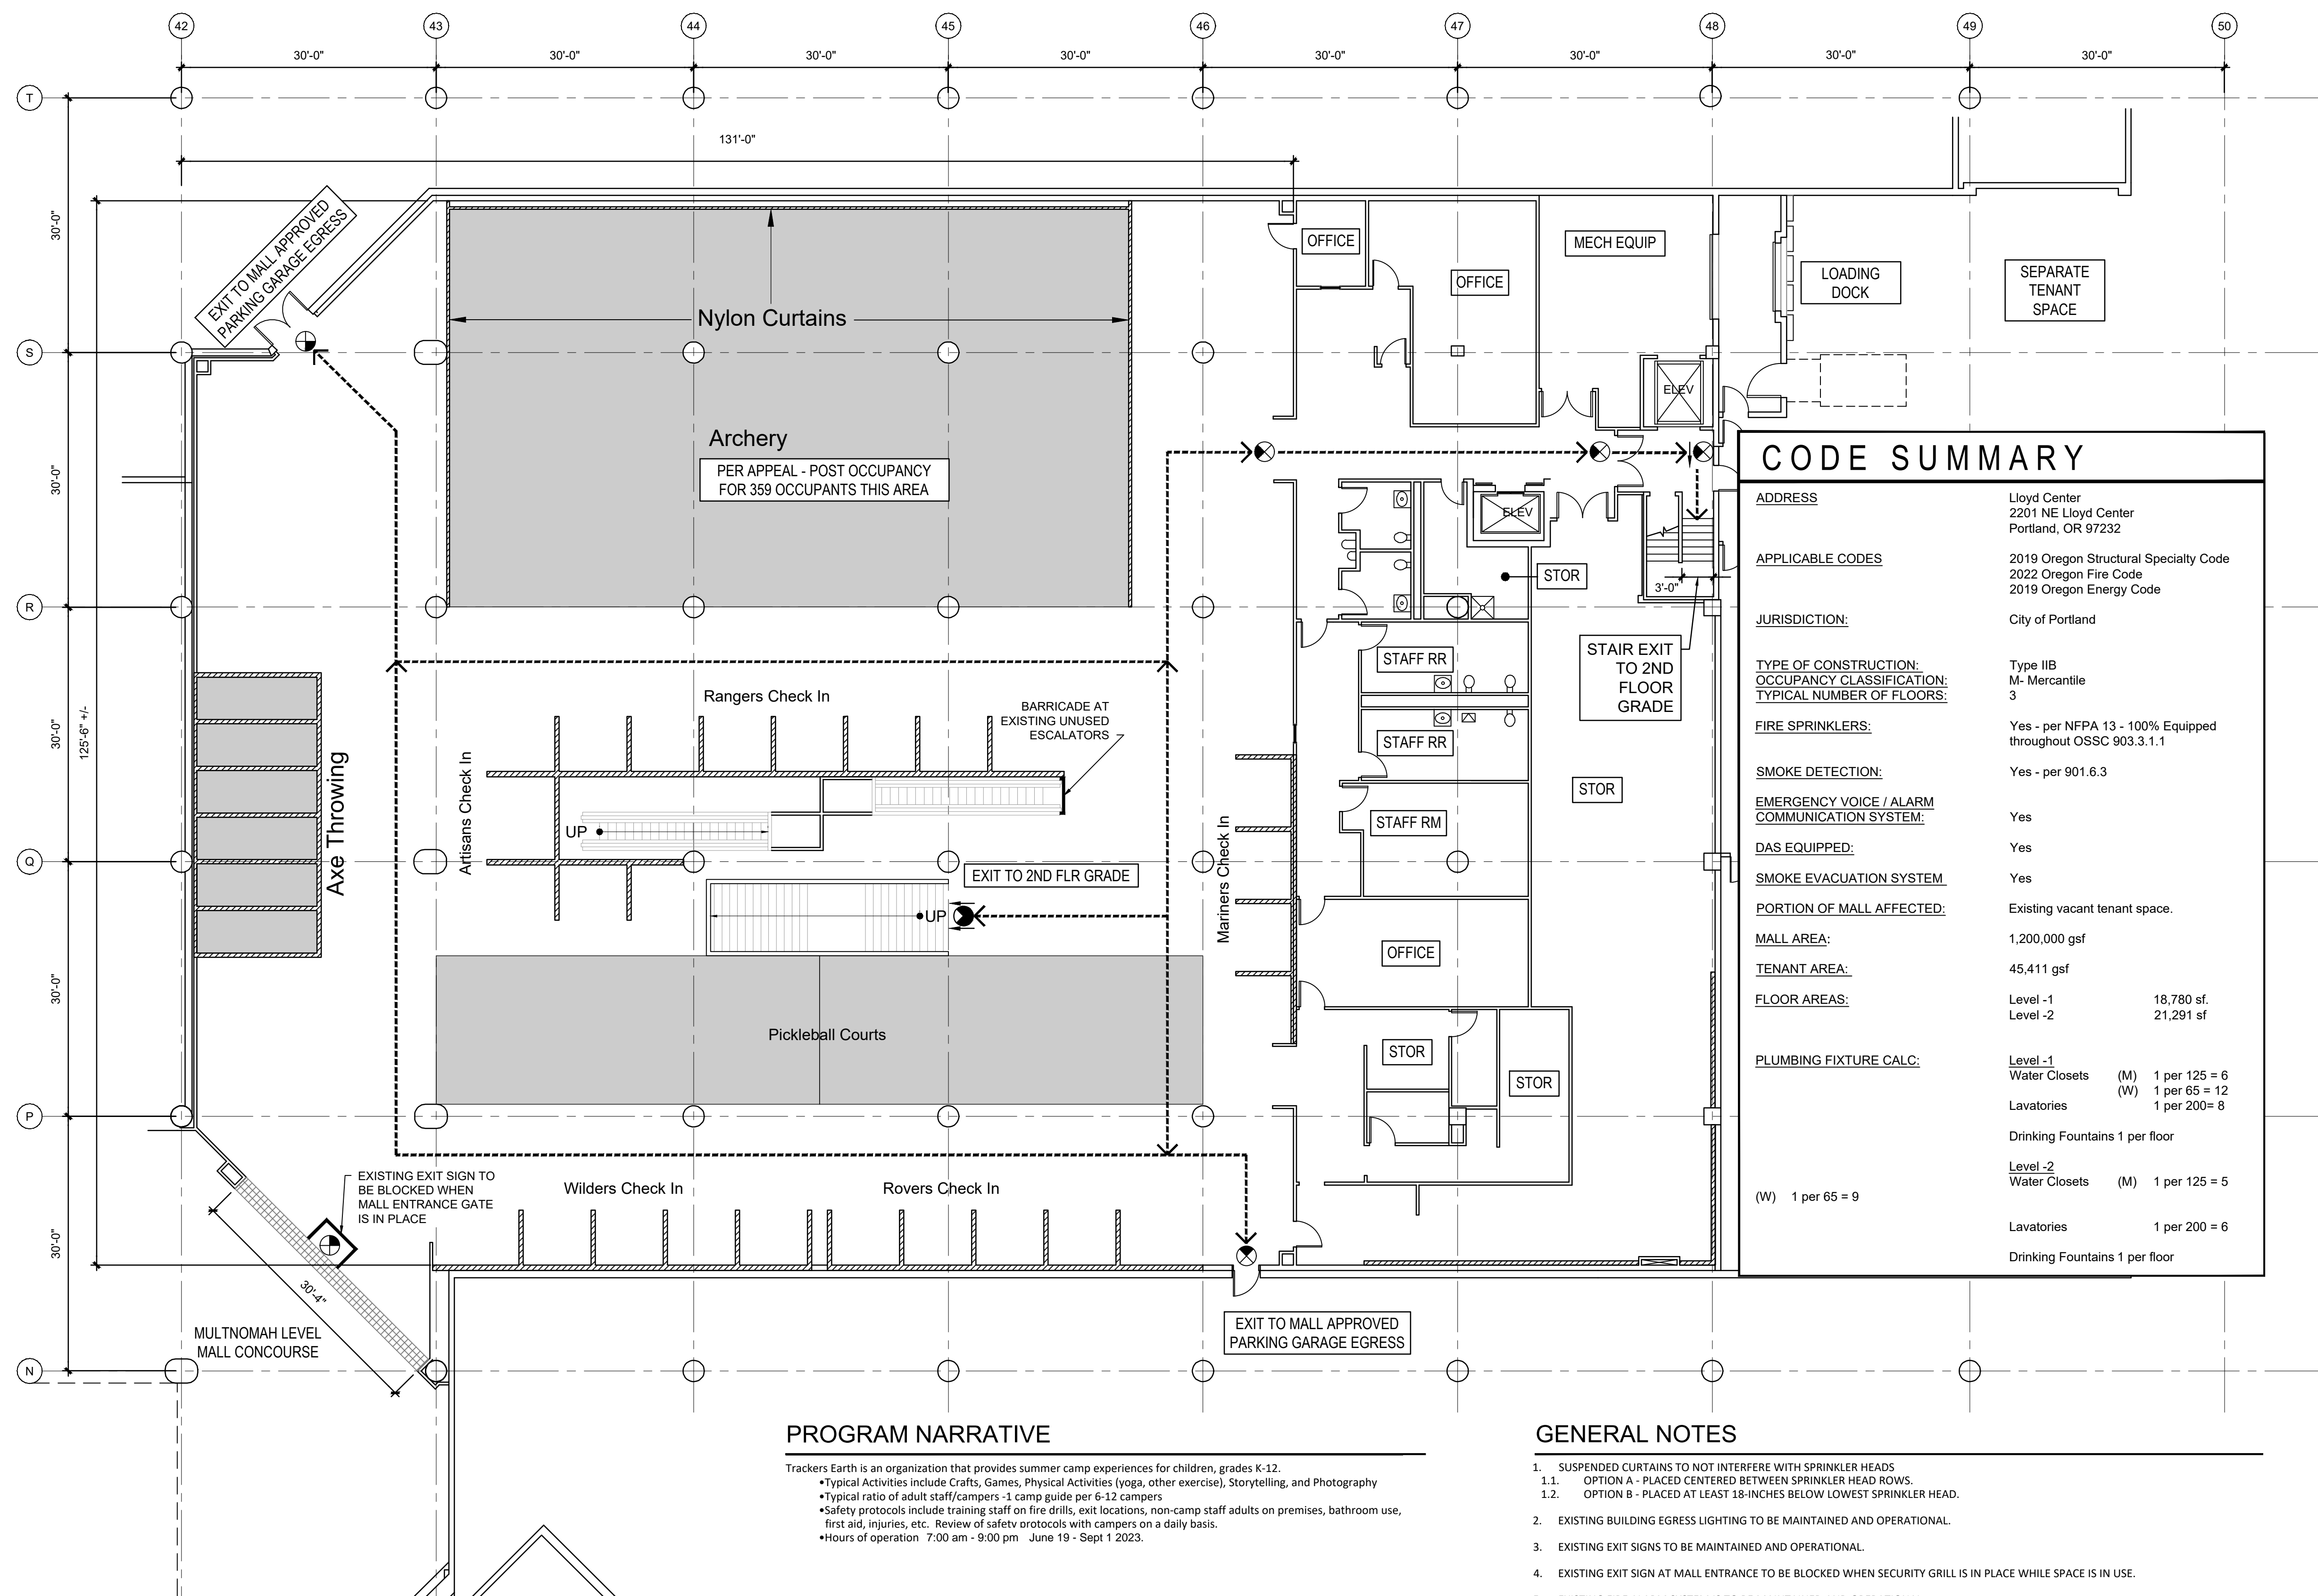 42 43 44 45 46 47 48 49 50
30'-0" 30'-0" 30'-0" 30'-0" 30'-0" 30'-0" 30'-0" 30'-0"
T
131'-0"
30'-0"
EXIT TO MALL APPROVED
PARKING GARAGE EGRESS
OFFICE
OFFICE
MECH EQUIP
LOADING
DOCK
SEPARATE
TENANT
SPACE
Nylon Curtains
S
ELEV
Archery
PER APPEAL - POST OCCUPANCY
FOR 359 OCCUPANTS THIS AREA
30'-0"
ELEV
STOR
3'-0"
R
STAIR EXIT
TO 2ND
FLOOR
GRADE
STAFF RR
Rangers Check In
BARRICADE AT
EXISTING UNUSED
ESCALATORS
30'-0"
125'-6" +/-
STAFF RR
STOR
Axe Throwing
Artisans Check In
UP
STAFF RM
Mariners Check In
Q
EXIT TO 2ND FLR GRADE
UP
OFFICE
30'-0"
Pickleball Courts
STOR
STOR
P
EXISTING EXIT SIGN TO
BE BLOCKED WHEN
MALL ENTRANCE GATE
IS IN PLACE
Wilders Check In
Rovers Check In
30'-0"
30'-4"
MULTNOMAH LEVEL
MALL CONCOURSE
EXIT TO MALL APPROVED
PARKING GARAGE EGRESS
N
CODE SUMMARY
ADDRESS Lloyd Center
2201 NE Lloyd Center
Portland, OR 97232
APPLICABLE CODES 2019 Oregon Structural Specialty Code
2022 Oregon Fire Code
2019 Oregon Energy Code
JURISDICTION: City of Portland
TYPE OF CONSTRUCTION: Type IIB
OCCUPANCY CLASSIFICATION: M- Mercantile
TYPICAL NUMBER OF FLOORS: 3
FIRE SPRINKLERS: Yes - per NFPA 13 - 100% Equipped
throughout OSSC 903.3.1.1
SMOKE DETECTION: Yes - per 901.6.3
EMERGENCY VOICE / ALARM
COMMUNICATION SYSTEM: Yes
DAS EQUIPPED: Yes
SMOKE EVACUATION SYSTEM Yes
PORTION OF MALL AFFECTED: Existing vacant tenant space.
MALL AREA: 1,200,000 gsf
TENANT AREA: 45,411 gsf
FLOOR AREAS: Level -1 18,780 sf.
Level -2 21,291 sf
PLUMBING FIXTURE CALC: Level -1
Water Closets (M) 1 per 125 = 6
(W) 1 per 65 = 12
Lavatories 1 per 200= 8
Drinking Fountains 1 per floor
Level -2
Water Closets (M) 1 per 125 = 5
(W) 1 per 65 = 9
Lavatories 1 per 200 = 6
Drinking Fountains 1 per floor
PROGRAM NARRATIVE
Trackers Earth is an organization that provides summer camp experiences for children, grades K-12.
•Typical Activities include Crafts, Games, Physical Activities (yoga, other exercise), Storytelling, and Photography
•Typical ratio of adult staff/campers -1 camp guide per 6-12 campers
•Safety protocols include training staff on fire drills, exit locations, non-camp staff adults on premises, bathroom use,
first aid, injuries, etc. Review of safety protocols with campers on a daily basis.
•Hours of operation 7:00 am - 9:00 pm June 19 - Sept 1 2023.
GENERAL NOTES
1. SUSPENDED CURTAINS TO NOT INTERFERE WITH SPRINKLER HEADS
1.1. OPTION A - PLACED CENTERED BETWEEN SPRINKLER HEAD ROWS.
1.2. OPTION B - PLACED AT LEAST 18-INCHES BELOW LOWEST SPRINKLER HEAD.
2. EXISTING BUILDING EGRESS LIGHTING TO BE MAINTAINED AND OPERATIONAL.
3. EXISTING EXIT SIGNS TO BE MAINTAINED AND OPERATIONAL.
4. EXISTING EXIT SIGN AT MALL ENTRANCE TO BE BLOCKED WHEN SECURITY GRILL IS IN PLACE WHILE SPACE IS IN USE.